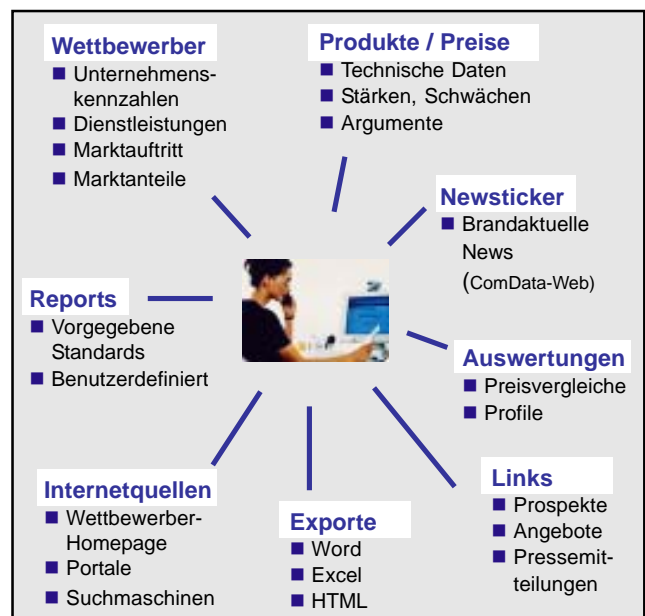 Wettbewerber
■ Unternehmens-
kennzahlen
■ Dienstleistungen
■ Marktauftritt
■ Marktanteile
Produkte / Preise
■ Technische Daten
■ Stärken, Schwächen
■ Argumente
Newsticker
■ Brandaktuelle
News
(ComData-Web)
Reports
■ Vorgegebene
Standards
■ Benutzerdefiniert
Auswertungen
■ Preisvergleiche
■ Profile
Internetquellen
■ Wettbewerber-
Homepage
■ Portale
■ Suchmaschinen
Exporte
■ Word
■ Excel
■ HTML
Links
■ Prospekte
■ Angebote
■ Pressemit-
teilungen